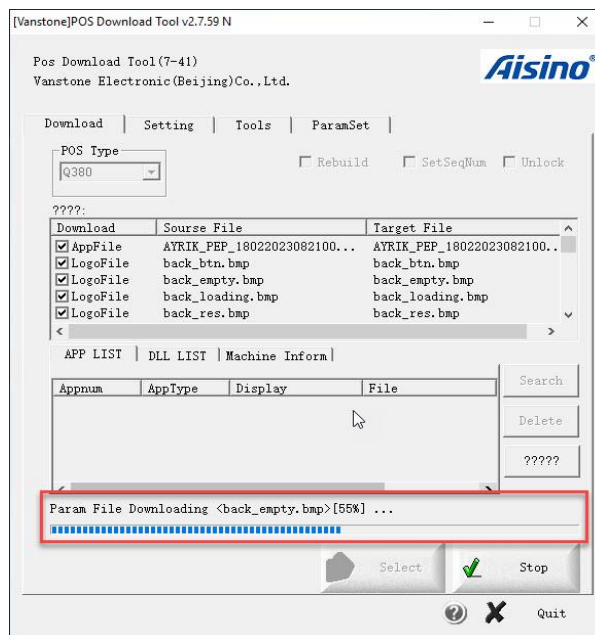 [Vanstone]POS Download Tool v2.7.59 N
Pos Download Tool(7-41)
Vanstone Electronic(Beijing)Co.,Ltd.
Aisino®
Download Setting Tools ParamSet
POS Type
Q380
Rebuild SetSeqNum Unlock
????:
Download Sourse File Target File
AppFile AYRIK_PEP_18022023082100... AYRIK_PEP_18022023082100...
LogoFile back_btn.bmp back_btn.bmp
LogoFile back_empty.bmp back_empty.bmp
LogoFile back_loading.bmp back_loading.bmp
LogoFile back_res.bmp back_res.bmp
APP LIST DLL LIST Machine Inform
Appnum AppType Display File
Search
Delete
?????
Param File Downloading <back_empty.bmp>[55%] ...
Select Stop
? Quit